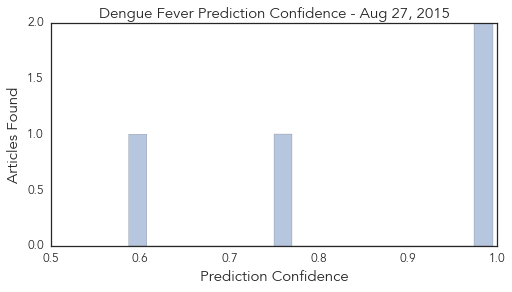 Dengue Fever Prediction Confidence - Aug 27, 2015
2.0
1.5
1.0
0.5
0.0
Articles Found
0.5 0.6 0.7 0.8 0.9 1.0
Prediction Confidence